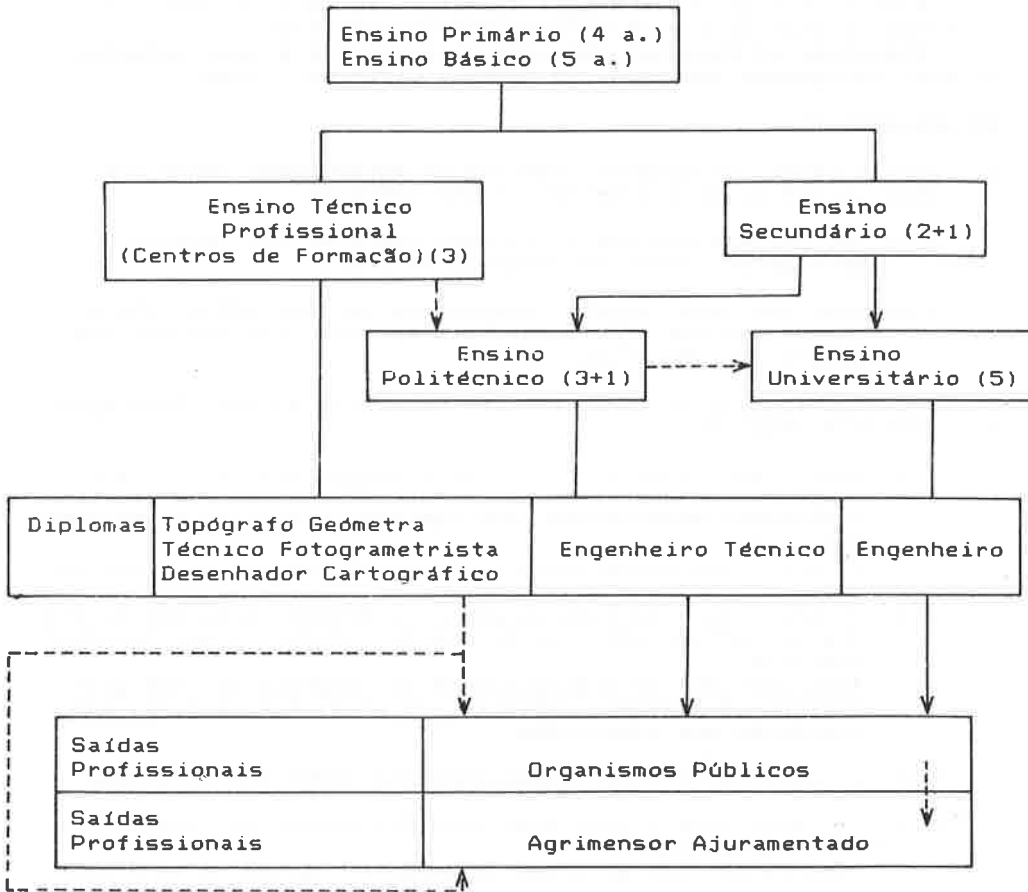 Ensino Primário (4 a.)
Ensino Básico (5 a.)
Ensino Técnico
Profissional
(Centros de Formação)(3)
Ensino
Secundário (2+1)
Ensino
Politécnico (3+1)
Ensino
Universitário (5)
Diplomas
Topógrafo Geómetra
Técnico Fotogrametrista
Desenhador Cartográfico
Engenheiro Técnico
Engenheiro
Saídas
Profissionais
Organismos Públicos
Saídas
Profissionais
Agrimensor Ajuramentado